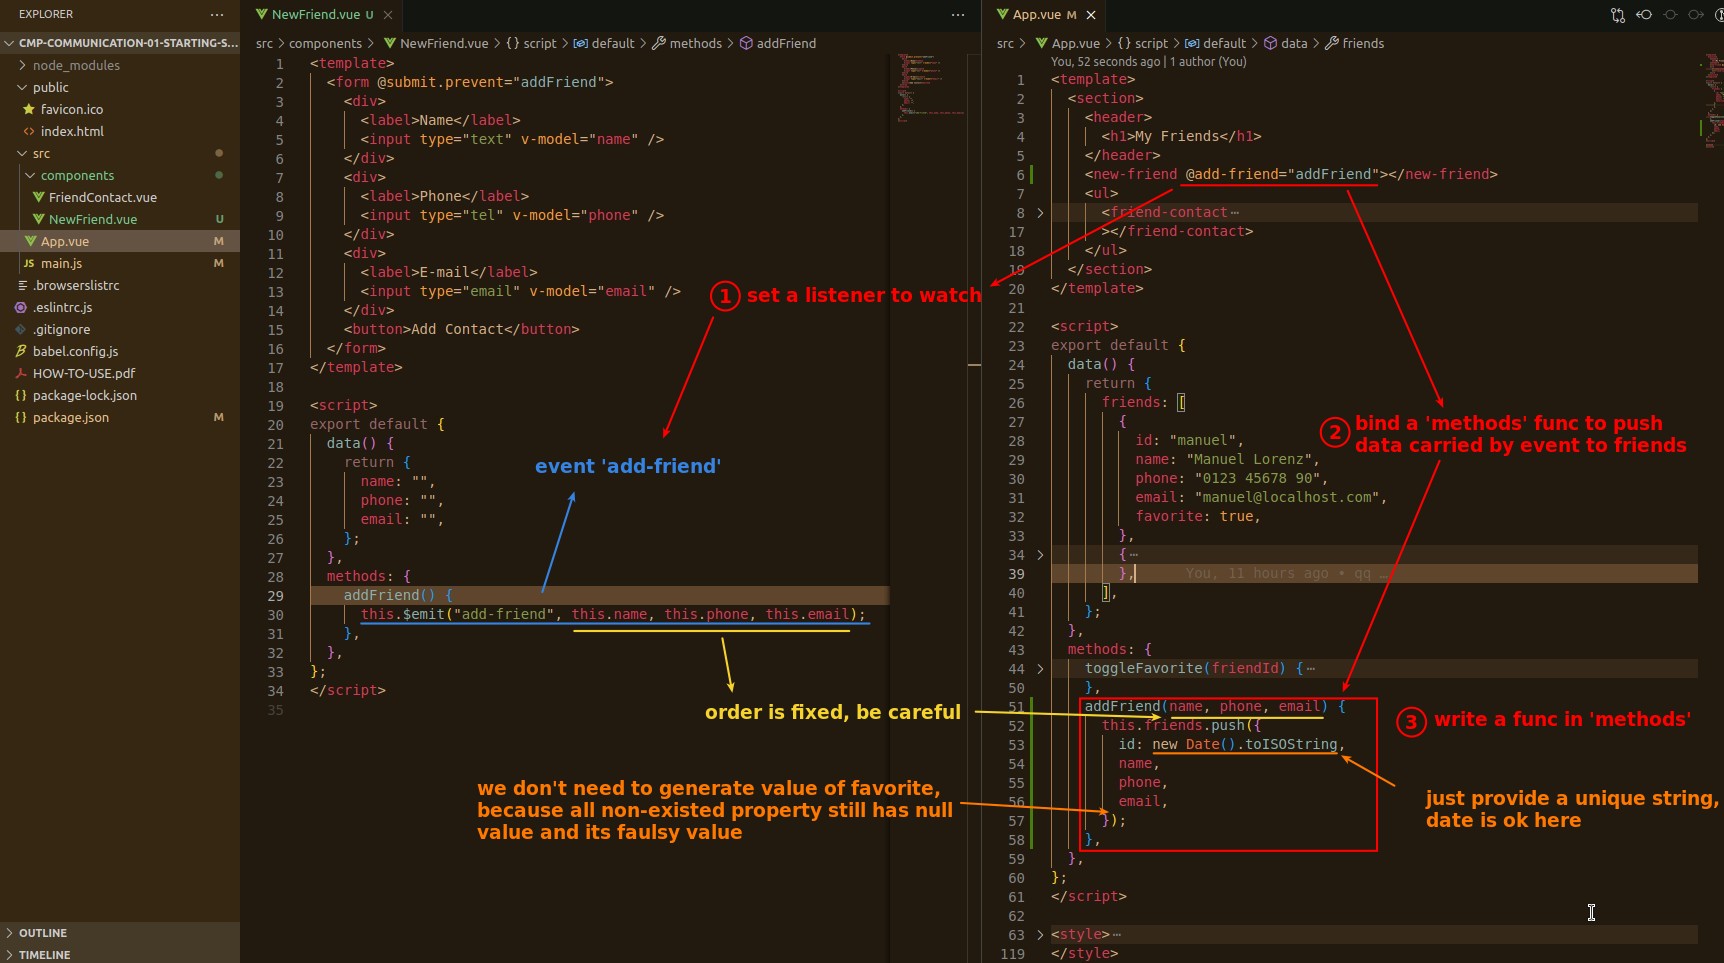 EXPLORER
CMP-COMMUNICATION-01-STARTING-S...
node_modules
public
favicon.ico
index.html
src
components
FriendContact.vue
NewFriend.vue U
App.vue M
JS main.js M
.browserslistrc
.eslintrc.js
.gitignore
babel.config.js
HOW-TO-USE.pdf
package-lock.json
package.json M
OUTLINE
TIMELINE
NewFriend.vue U
src > components > NewFriend.vue > {} script > default > methods > addFriend
1 <template>
2 <form @submit.prevent="addFriend">
3 <div>
4 <label>Name</label>
5 <input type="text" v-model="name" />
6 </div>
7 <div>
8 <label>Phone</label>
9 <input type="tel" v-model="phone" />
10 </div>
11 <div>
12 <label>E-mail</label>
13 <input type="email" v-model="email" />
14 </div>
15 <button>Add Contact</button>
16 </form>
17 </template>
18
19 <script>
20 export default {
21 data() {
22 return {
23 name: "",
24 phone: "",
25 email: "",
26 };
27 },
28 methods: {
29 addFriend() {
30 this.$emit("add-friend", this.name, this.phone, this.email);
31 },
32 },
33 };
34 </script>
35
event 'add-friend'
order is fixed, be careful
we don't need to generate value of favorite,
because all non-existed property still has null
value and its faulsy value
1 set a listener to watch
App.vue M
src > App.vue > {} script > default > data > friends
You, 52 seconds ago | 1 author (You)
1 <template>
2 <section>
3 <header>
4 <h1>My Friends</h1>
5 </header>
6 <new-friend @add-friend="addFriend"></new-friend>
7 <ul>
8 <friend-contact…
17 ></friend-contact>
18 </ul>
19 </section>
20 </template>
21
22 <script>
23 export default {
24 data() {
25 return {
26 friends: [
27 {
28 id: "manuel",
29 name: "Manuel Lorenz",
30 phone: "0123 45678 90",
31 email: "manuel@localhost.com",
32 favorite: true,
33 },
34 {…
39 }, You, 11 hours ago • qq …
40 ],
41 };
42 },
43 methods: {
44 toggleFavorite(friendId) {…
50 },
51 addFriend(name, phone, email) {
52 this.friends.push({
53 id: new Date().toISOString,
54 name,
55 phone,
56 email,
57 });
58 },
59 },
60 };
61 </script>
62
63 <style>…
119 </style>
2 bind a 'methods' func to push
data carried by event to friends
3 write a func in 'methods'
just provide a unique string,
date is ok here